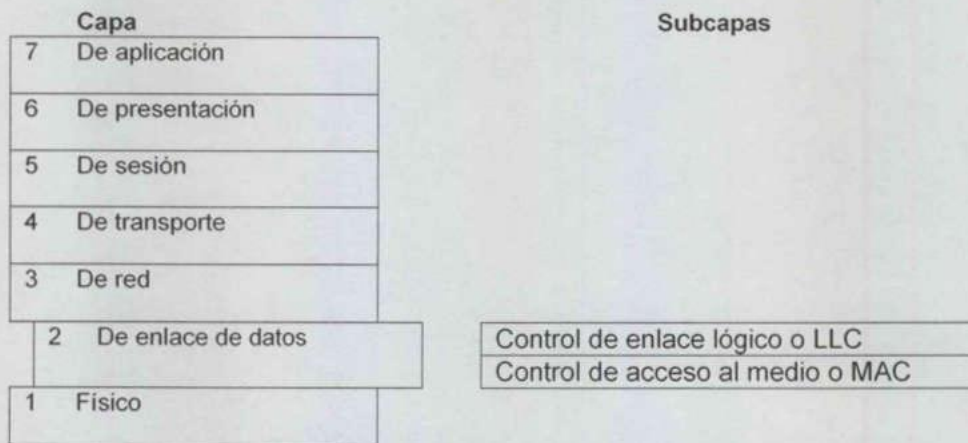 Capa Subcapas
7 De aplicación
6 De presentación
5 De sesión
4 De transporte
3 De red
2 De enlace de datos
Control de enlace lógico o LLC
Control de acceso al medio o MAC
1 Físico